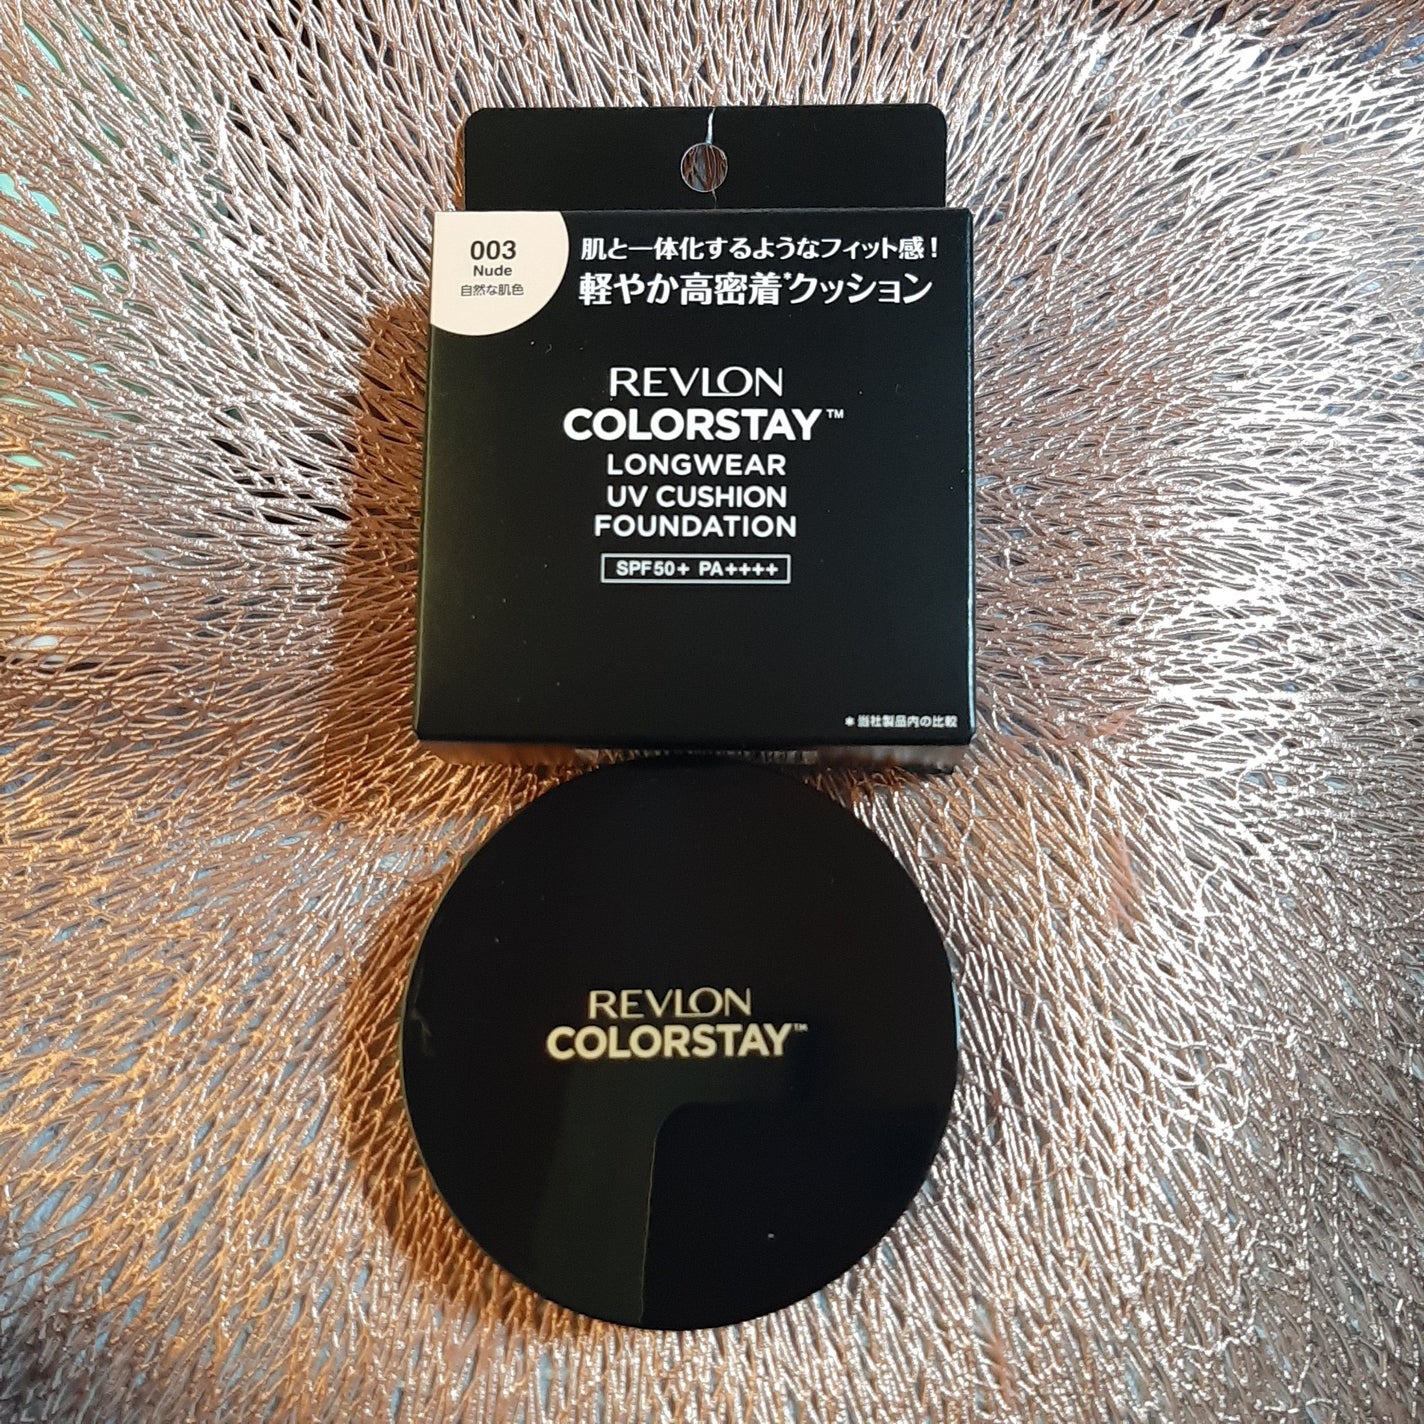 003
Nude
自然な肌色
肌と一体化するようなフィット感！
軽やか高密着*クッション
REVLON
COLORSTAY™
LONGWEAR
UV CUSHION
FOUNDATION
SPF50+ PA++++
*当社製品内の比較
REVLON
COLORSTAY™